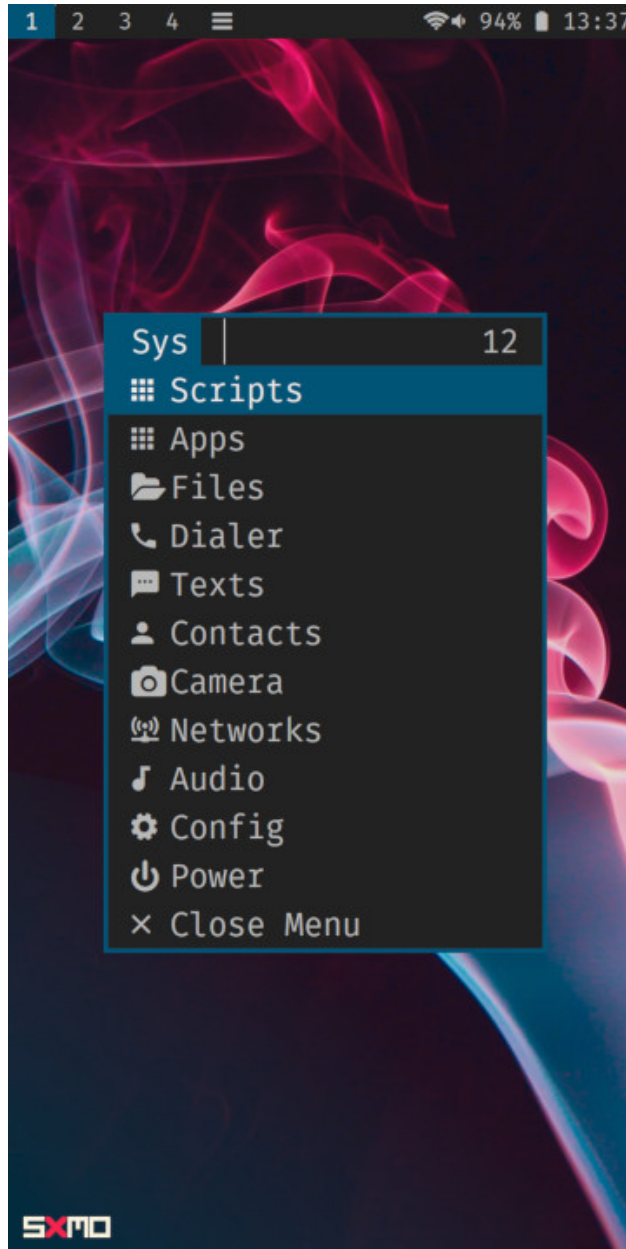 1 2 3 4 94% 13:37
Sys 12
Scripts
Apps
Files
Dialer
Texts
Contacts
Camera
Networks
Audio
Config
Power
× Close Menu
SXMO